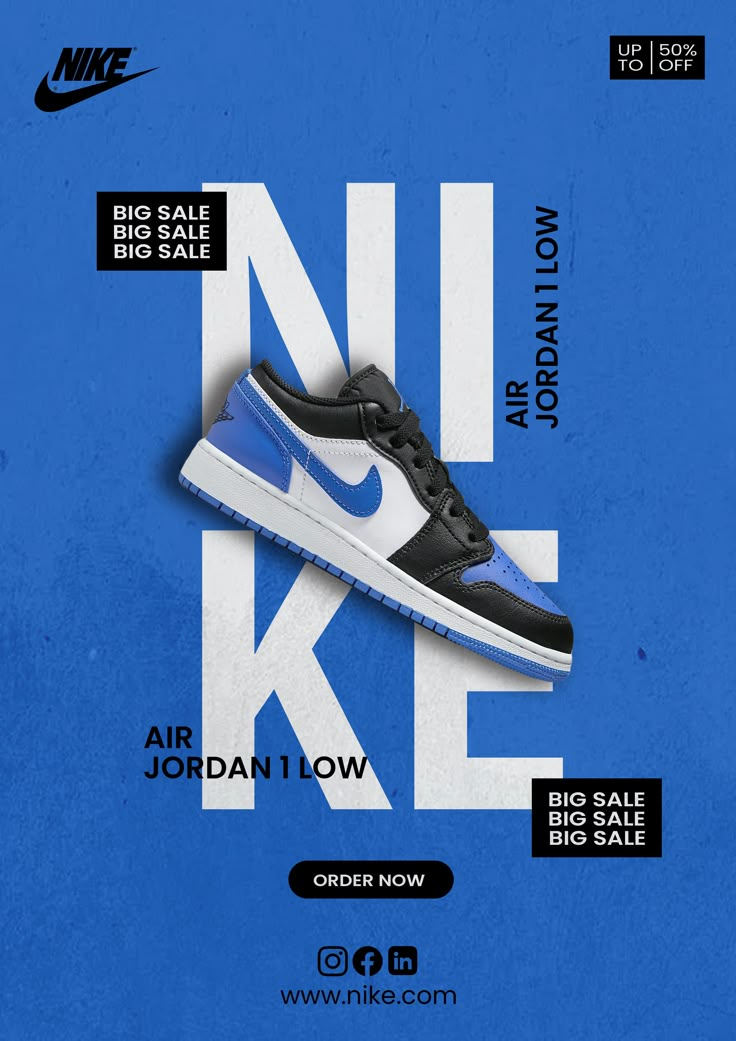 NIKE
UP TO | 50% OFF
BIG SALE
BIG SALE
BIG SALE
NI
AIR
JORDAN 1 LOW
KE
AIR
JORDAN 1 LOW
BIG SALE
BIG SALE
BIG SALE
ORDER NOW
www.nike.com